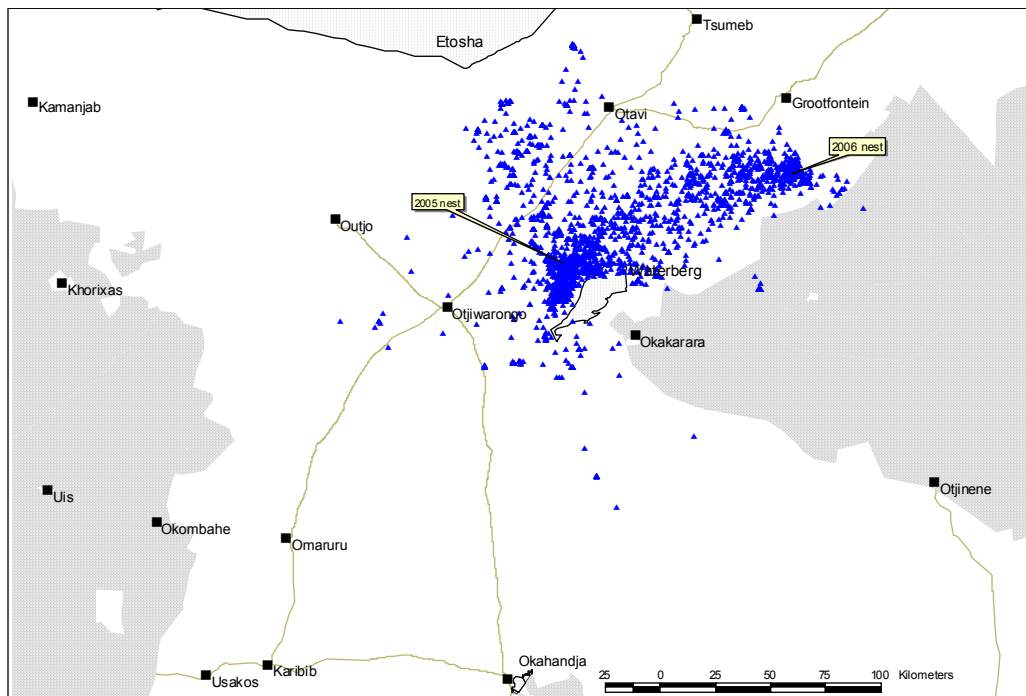 Tsumeb
Etosha
Kamanjab
Grootfontein
Otavi
2006 nest
2005 nest
Outjo
Waterberg
Khorixas
Otjiwarongo
Okakarara
Uis
Otjinene
Okombahe
Omaruru
Okahandja
Karibib
Usakos
25 0 25 50 75 100 Kilometers